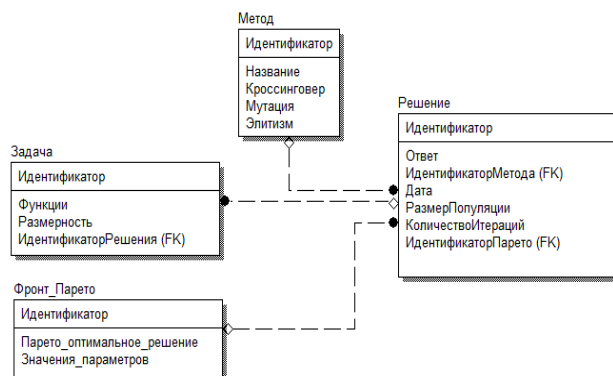 Метод
Идентификатор
Название
Кроссинговер
Мутация
Элитизм
Решение
Идентификатор
Ответ
ИдентификаторМетода (FK)
Дата
РазмерПопуляции
КоличествоИтераций
ИдентификаторПарето (FK)
Задача
Идентификатор
Функции
Размерность
ИдентификаторРешения (FK)
Фронт_Парето
Идентификатор
Парето_оптимальное_решение
Значения_параметров